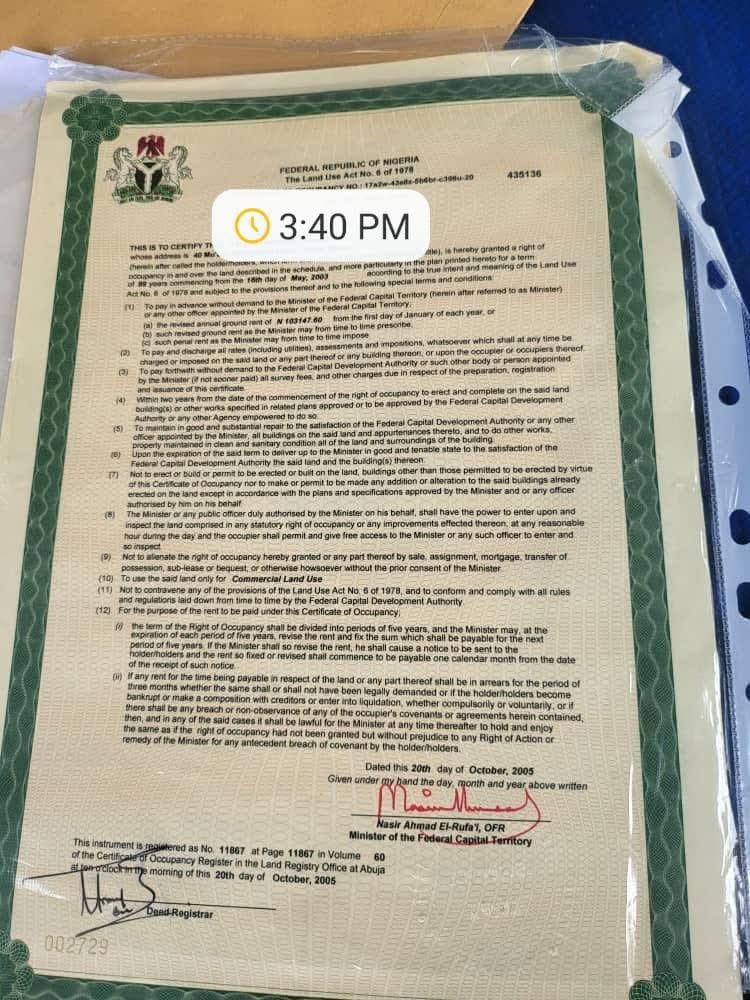 FEDERAL REPUBLIC OF NIGERIA
The Land Use Act No. 6 of 1978
435136
3:40 PM
THIS IS TO CERTIFY
whose address is 40 title), is hereby granted a right of
(herein after called the
occupancy in and over the land described in the schedule, and more particularly in the plan printed hereto for a term
of 99 years commencing from the 16th day of May, 2003 according to the true intent and meaning of the Land Use
Act No. 6 of 1978 and subject to the provisions thereof and to the following special terms and conditions:
(1) To pay in advance without demand to the Minister of the Federal Capital Territory (herein after referred to as Minister)
or any other officer appointed by the Minister of the Federal Capital Territory;
(a) the revised annual ground rent of N 103147.60 from the first day of January of each year, or
(b) such revised ground rent as the Minister may from time to time prescribe.
(c) such penal rent as the Minister may from time to time impose
(2) To pay and discharge all rates (including utilities), assessments and impositions, whatsoever which shall at any time be
charged or imposed on the said land or any part thereof or any building thereon, or upon the occupier or occupiers thereof.
(3) To pay forthwith without demand to the Federal Capital Development Authority or such other body or person appointed
by the Minister (if not sooner paid) all survey fees, and other charges due in respect of the preparation, registration
and issuance of this certificate.
(4) Within two years from the date of the commencement of the right of occupancy to erect and complete on the said land
building(s) or other works specified in related plans approved or to be approved by the Federal Capital Development
Authority or any other Agency empowered to do so.
(5) To maintain in good and substantial repair to the satisfaction of the Federal Capital Development Authority or any other
officer appointed by the Minister, all buildings on the said land and appurtenances thereto, and to do other works,
properly maintained in clean and sanitary condition all of the land and surroundings of the building.
(6) Upon the expiration of the said term to deliver up to the Minister in good and tenable state to the satisfaction of the
Federal Capital Development Authority the said land and the building(s) thereon.
(7) Not to erect or build or permit to be erected or built on the land, buildings other than those permitted to be erected by virtue
of this Certificate of Occupancy nor to make or permit to be made any addition or alteration to the said buildings already
erected on the land except in accordance with the plans and specifications approved by the Minister and or any officer
authorised by him on his behalf.
(8) The Minister or any public officer duly authorised by the Minister on his behalf, shall have the power to enter upon and
inspect the land comprised in any statutory right of occupancy or any improvements effected thereon, at any reasonable
hour during the day and the occupier shall permit and give free access to the Minister or any such officer to enter and
so inspect.
(9) Not to alienate the right of occupancy hereby granted or any part thereof by sale, assignment, mortgage, transfer of
possession, sub-lease or bequest, or otherwise howsoever without the prior consent of the Minister.
(10) To use the said land only for Commercial Land Use
(11) Not to contravene any of the provisions of the Land Use Act No. 6 of 1978, and to conform and comply with all rules
and regulations laid down from time to time by the Federal Capital Development Authority.
(12) For the purpose of the rent to be paid under this Certificate of Occupancy;
(i) the term of the Right of Occupancy shall be divided into periods of five years, and the Minister may, at the
expiration of each period of five years, revise the rent and fix the sum which shall be payable for the next
period of five years. If the Minister shall so revise the rent, he shall cause a notice to be sent to the
holder/holders and the rent so fixed or revised shall commence to be payable one calendar month from the date
of the receipt of such notice.
(ii) If any rent for the time being payable in respect of the land or any part thereof shall be in arrears for the period of
three months whether the same shall or shall not have been legally demanded or if the holder/holders become
bankrupt or make a composition with creditors or enter into liquidation, whether compulsorily or voluntarily, or if
there shall be any breach or non-observance of any of the occupier's covenants or agreements herein contained,
then, and in any of the said cases it shall be lawful for the Minister at any time thereafter to hold and enjoy
the same as if the right of occupancy had not been granted but without prejudice to any Right of Action or
remedy of the Minister for any antecedent breach of covenant by the holder/holders.
Dated this 20th day of October, 2005
Given under my hand the day, month and year above written
Nasir Ahmad El-Rufa'i, OFR
Minister of the Federal Capital Territory
This instrument is registered as No. 11867 at Page 11867 in Volume 60
of the Certificate of Occupancy Register in the Land Registry Office at Abuja
at ten o'clock in the morning of this 20th day of October, 2005
Deed Registrar
002729